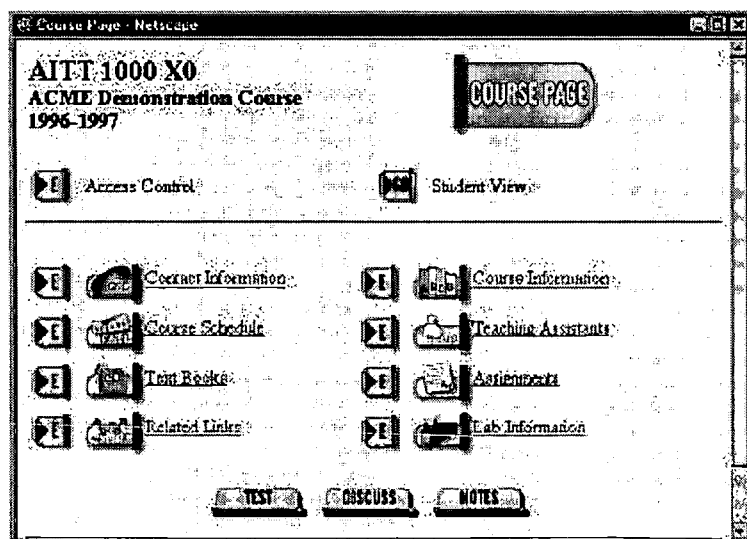 Course Page - Netscape
AITT 1000 X0
ACME Demonstration Course
1996-1997
COURSE PAGE
E Access Control
Student View
E Contact Information
E Course Information
E Course Schedule
E Teaching Assistants
E Text Books
E Assignments
E Related Links
E Lab Information
TEST DISCUSS NOTES